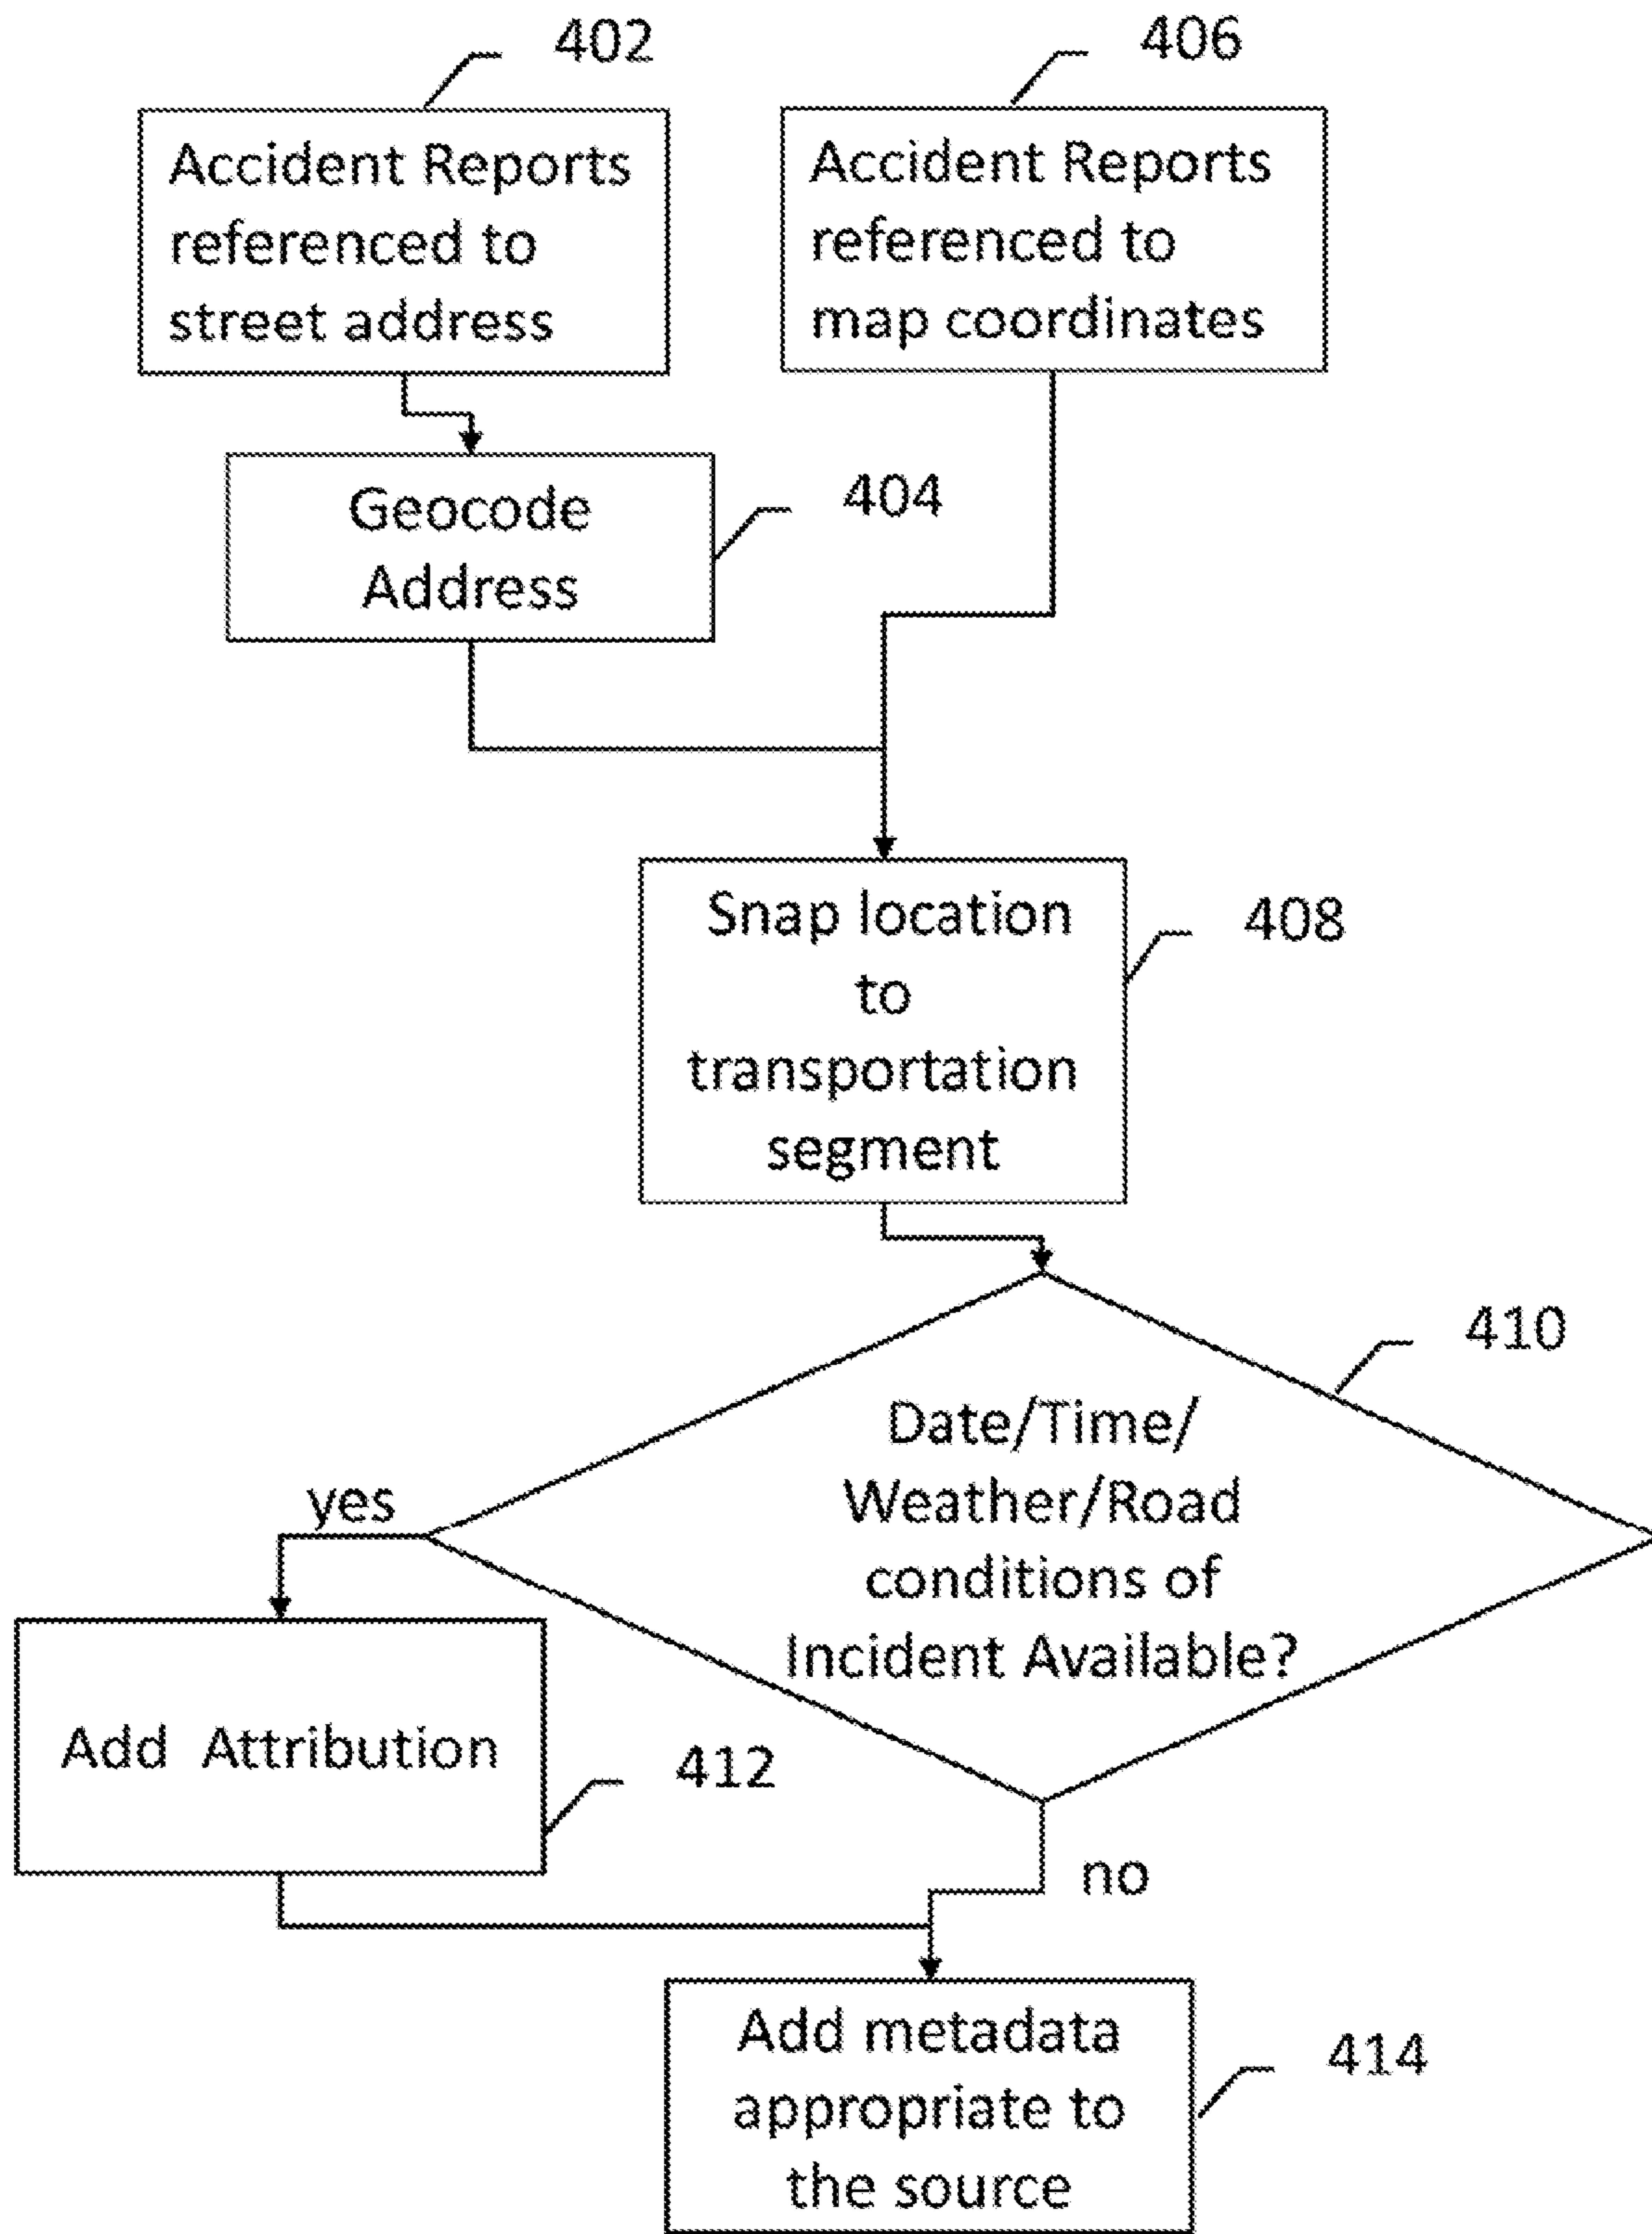 402
Accident Reports
referenced to
street address
406
Accident Reports
referenced to
map coordinates
Geocode
Address
404
Snap location
to
transportation
segment
408
410
Date/Time/
Weather/Road
conditions of
Incident Available?
yes
Add Attribution
412
no
Add metadata
appropriate to
the source
414